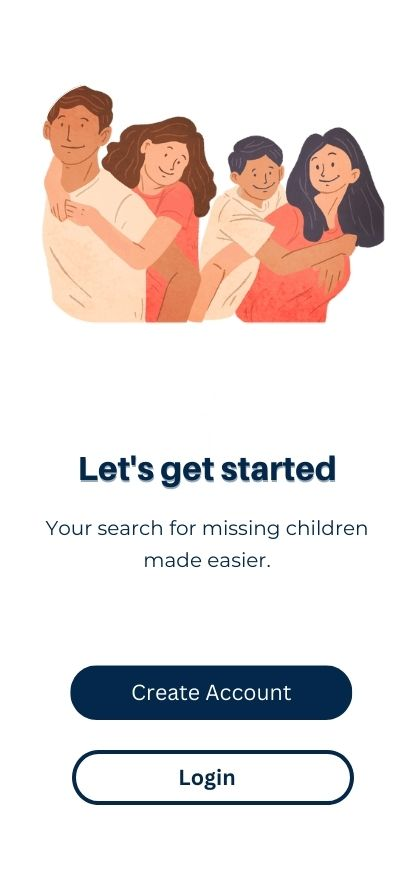 Let's get started
Your search for missing children
made easier.
Create Account
Login